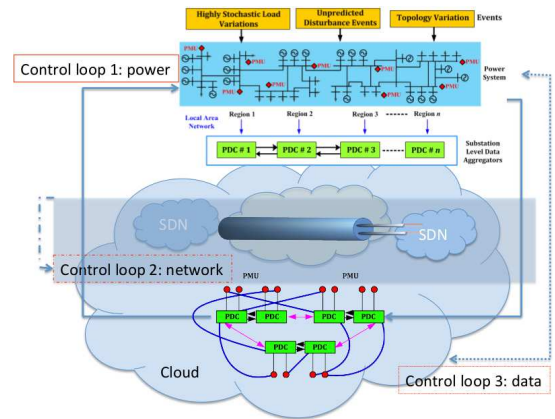 Highly Stochastic Load
Variations
Unpredicted
Disturbance Events
Topology Variation
Events
Control loop 1: power
PMU
PMU
PMU
PMU
PMU
PMU
PMU
PMU
Power
System
Local Area
Network
Region 1
Region 2
Region 3
Region n
PDC # 1
PDC # 2
PDC # 3
PDC # n
Substation
Level Data
Aggregators
SDN
SDN
Control loop 2: network
PMU
PMU
PDC
PDC
PDC
PDC
PDC
PDC
Cloud
Control loop 3: data